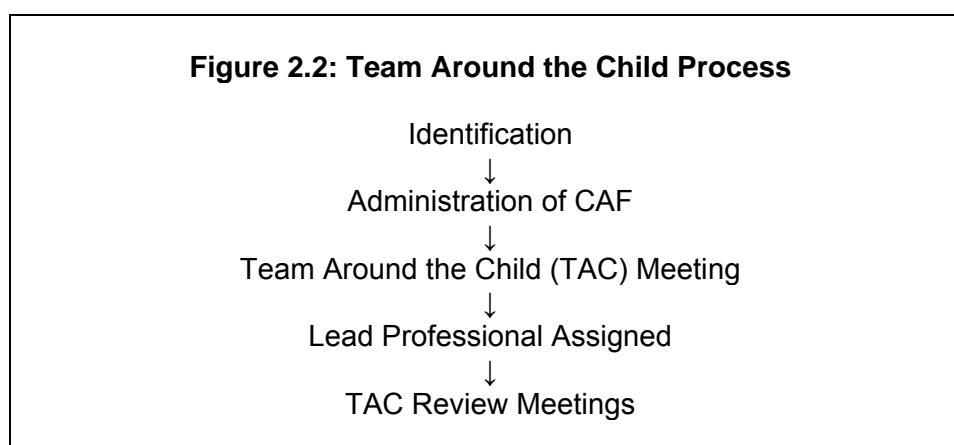 Figure 2.2: Team Around the Child Process
Identification
↓
Administration of CAF
↓
Team Around the Child (TAC) Meeting
↓
Lead Professional Assigned
↓
TAC Review Meetings